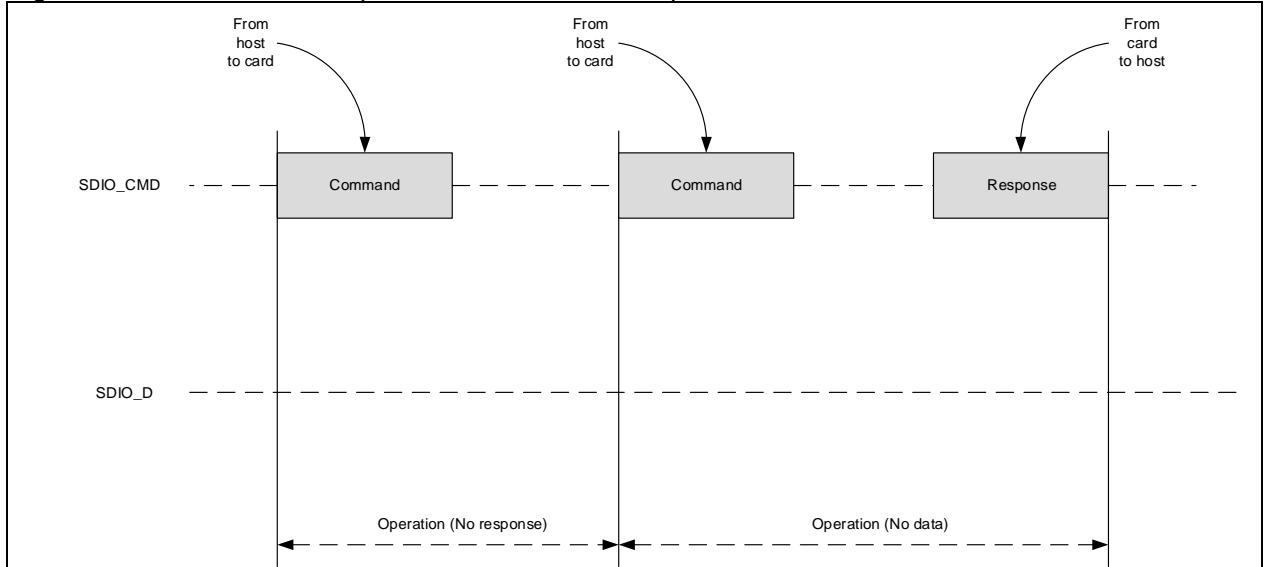 From
host
to card
From
host
to card
From
card
to host
SDIO_CMD
Command
Command
Response
SDIO_D
Operation (No response)
Operation (No data)